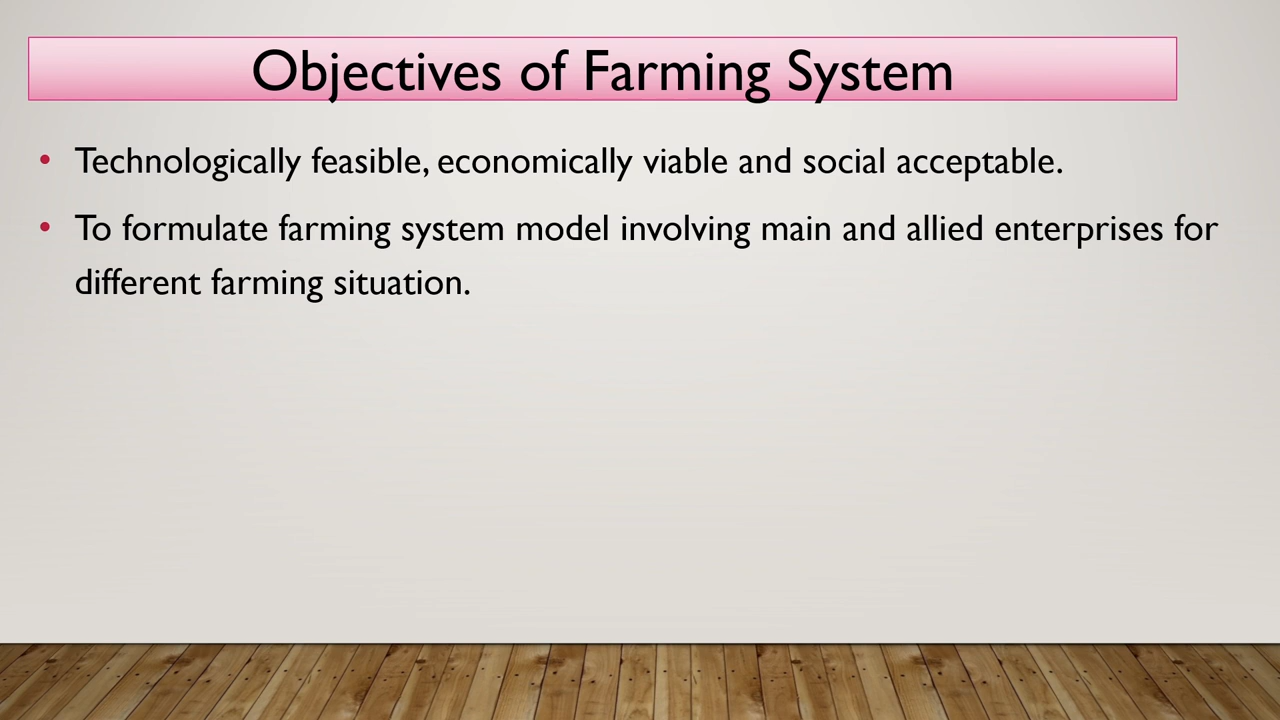 Objectives of Farming System
• Technologically feasible, economically viable and social acceptable.
• To formulate farming system model involving main and allied enterprises for
different farming situation.